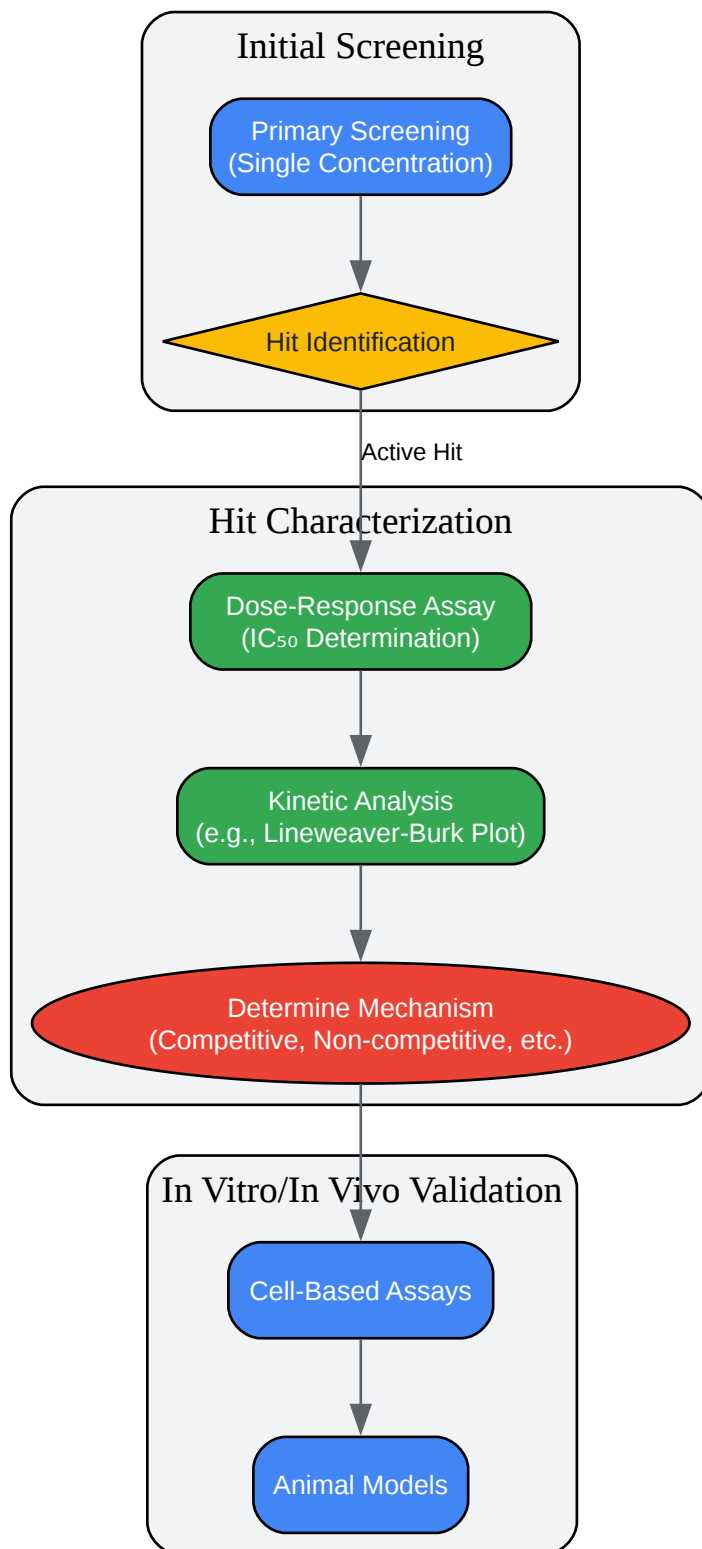 Initial Screening
Primary Screening
(Single Concentration)
Hit Identification
Active Hit
Hit Characterization
Dose-Response Assay
(IC₅₀ Determination)
Kinetic Analysis
(e.g., Lineweaver-Burk Plot)
Determine Mechanism
(Competitive, Non-competitive, etc.)
In Vitro/In Vivo Validation
Cell-Based Assays
Animal Models